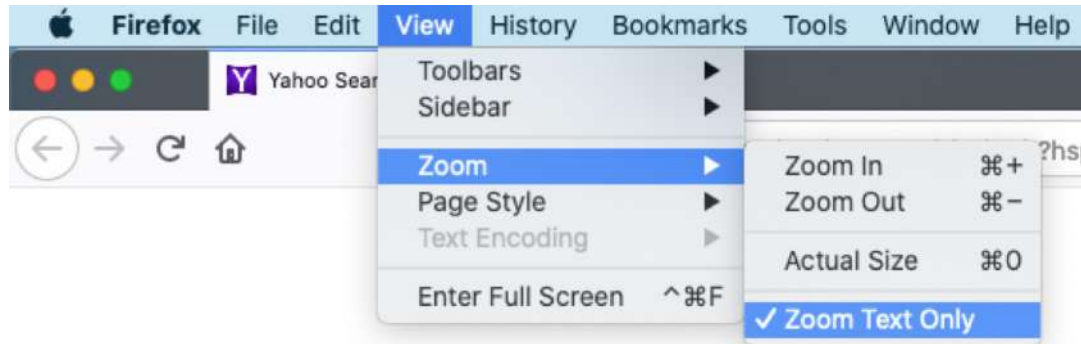 Firefox File Edit View History Bookmarks Tools Window Help
Y Yahoo Sear
Toolbars
Sidebar
?hsp
Zoom
Page Style
Text Encoding
Enter Full Screen ^⌘F
Zoom In ⌘+
Zoom Out ⌘−
Actual Size ⌘0
✓ Zoom Text Only